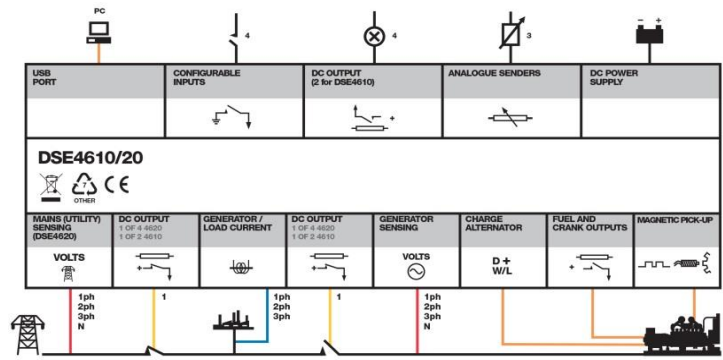 PC
4
4
3
- +
USB
PORT
CONFIGURABLE
INPUTS
DC OUTPUT
(2 for DSE4610)
ANALOGUE SENDERS
DC POWER
SUPPLY
+
DSE4610/20
7
OTHER
CE
MAINS (UTILITY)
SENSING
(DSE4620)
VOLTS
DC OUTPUT
1 OF 4 4620
1 OF 2 4610
+
GENERATOR /
LOAD CURRENT
DC OUTPUT
1 OF 4 4620
1 OF 2 4610
+
GENERATOR
SENSING
VOLTS
CHARGE
ALTERNATOR
D+
W/L
FUEL AND
CRANK OUTPUTS
+
MAGNETIC PICK-UP
1ph
2ph
3ph
N
1
1ph
2ph
3ph
1
1ph
2ph
3ph
N